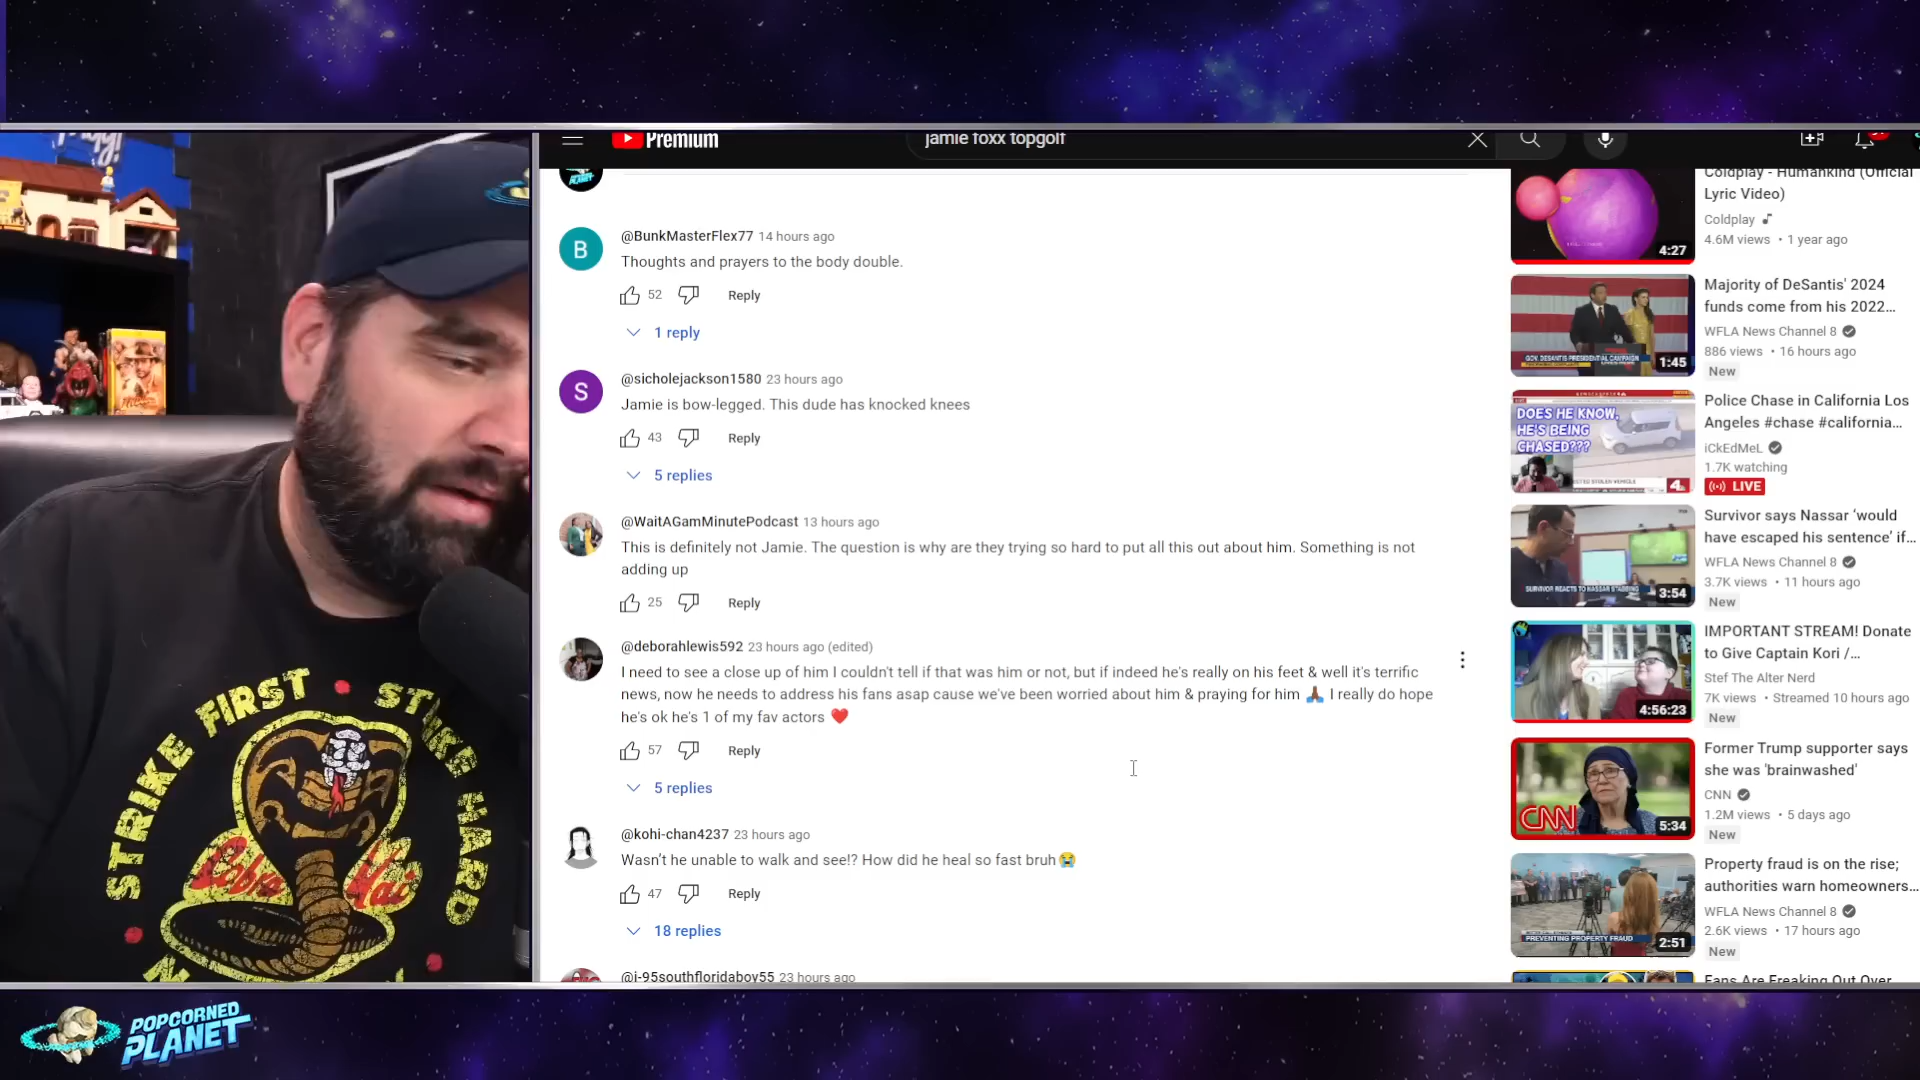 Premium
jamie foxx topgolf
@BunkMasterFlex77 14 hours ago
Thoughts and prayers to the body double.
52 Reply
1 reply
@sicholejackson1580 23 hours ago
Jamie is bow-legged. This dude has knocked knees
43 Reply
5 replies
@WaitAGamMinutePodcast 13 hours ago
This is definitely not Jamie. The question is why are they trying so hard to put all this out about him. Something is not
adding up
25 Reply
@deborahlewis592 23 hours ago (edited)
I need to see a close up of him I couldn't tell if that was him or not, but if indeed he's really on his feet & well it's terrific
news, now he needs to address his fans asap cause we've been worried about him & praying for him 🙏🏾 I really do hope
he's ok he's 1 of my fav actors ❤️
57 Reply
5 replies
@kohi-chan4237 23 hours ago
Wasn't he unable to walk and see!? How did he heal so fast bruh😭
47 Reply
18 replies
@i-95southfloridaboy55 23 hours ago
Coldplay - Humankind (Official
Lyric Video)
Coldplay
4.6M views • 1 year ago
4:27
Majority of DeSantis' 2024
funds come from his 2022...
WFLA News Channel 8
886 views • 16 hours ago
New
GOV. DESANTIS PRESIDENTIAL CAMPAIGN
1:45
Police Chase in California Los
Angeles #chase #california...
iCkEdMeL
1.7K watching
LIVE
DOES HE KNOW,
HE'S BEING
CHASED???
4
Survivor says Nassar ‘would
have escaped his sentence’ if...
WFLA News Channel 8
3.7K views • 11 hours ago
New
SURVIVOR REACTS TO NASSAR STABBING
3:54
IMPORTANT STREAM! Donate
to Give Captain Kori /...
Stef The Alter Nerd
7K views • Streamed 10 hours ago
New
4:56:23
Former Trump supporter says
she was 'brainwashed'
CNN
1.2M views • 5 days ago
New
CNN
5:34
Property fraud is on the rise;
authorities warn homeowners...
WFLA News Channel 8
2.6K views • 17 hours ago
New
PREVENTING PROPERTY FRAUD
2:51
Fans Are Freaking Out Over
STRIKE FIRST • STRIKE HARD
Cobra Kai
POPCORNED
PLANET